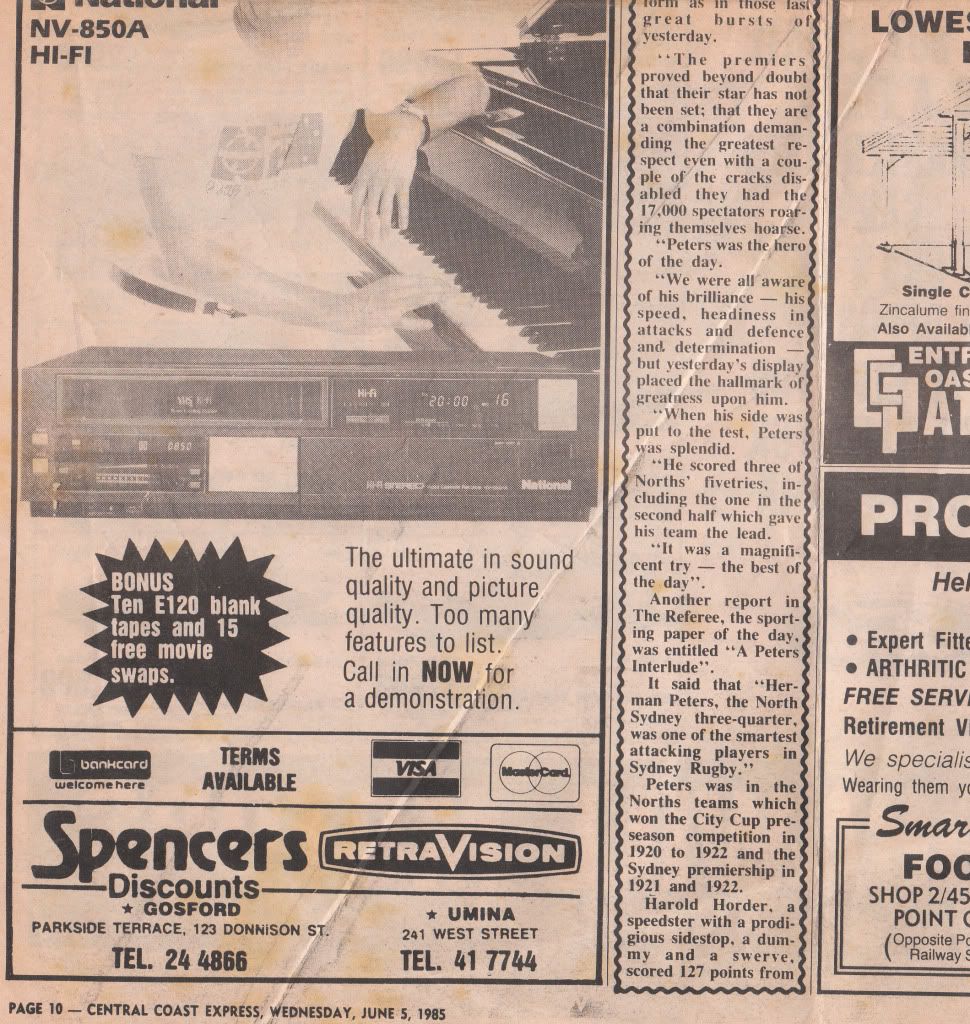 National
NV-850A
HI-FI
VHS Hi-Fi
Hi-Fi
20:00 16
0850
Hi-Fi STEREO
National
BONUS
Ten E120 blank
tapes and 15
free movie
swaps.
The ultimate in sound
quality and picture
quality. Too many
features to list.
Call in NOW for
a demonstration.
bankcard
welcome here
TERMS
AVAILABLE
VISA
MasterCard
Spencers
Discounts
RETRAVISION
★ GOSFORD
PARKSIDE TERRACE, 123 DONNiSON ST.
TEL. 24 4866
★ UMINA
241 WEST STREET
TEL. 41 7744
form as in those last
great bursts of
yesterday.
“The premiers
proved beyond doubt
that their star has not
been set; that they are
a combination deman-
ding the greatest re-
spect even with a cou-
ple of the cracks dis-
abled they had the
17,000 spectators roar-
ing themselves hoarse.
“Peters was the hero
of the day.
“We were all aware
of his brilliance — his
speed, headiness in
attacks and defence
and determination —
but yesterday's display
placed the hallmark of
greatness upon him.
“When his side was
put to the test, Peters
was splendid.
“He scored three of
Norths' fivetries, in-
cluding the one in the
second half which gave
his team the lead.
“It was a magnifi-
cent try — the best of
the day”.
Another report in
The Referee, the sport-
ing paper of the day,
was entitled “A Peters
Interlude”.
It said that “Her-
man Peters, the North
Sydney three-quarter,
was one of the smartest
attacking players in
Sydney Rugby.”
Peters was in the
Norths teams which
won the City Cup pre-
season competition in
1920 to 1922 and the
Sydney premiership in
1921 and 1922.
Harold Horder, a
speedster with a prodi-
gious sidestop, a dum-
my and a swerve,
scored 127 points from
LOWES
Single C
Zincalume fin
Also Availab
ENTR
OAS
PAT
PRO
Hel
● Expert Fitte
● ARTHRITIC
FREE SERV
Retirement Vi
We specialis
Wearing them yo
Smar
FOO
SHOP 2/45
POINT C
(Opposite Po
Railway S
PAGE 10 — CENTRAL COAST EXPRESS, WEDNESDAY, JUNE 5, 1985